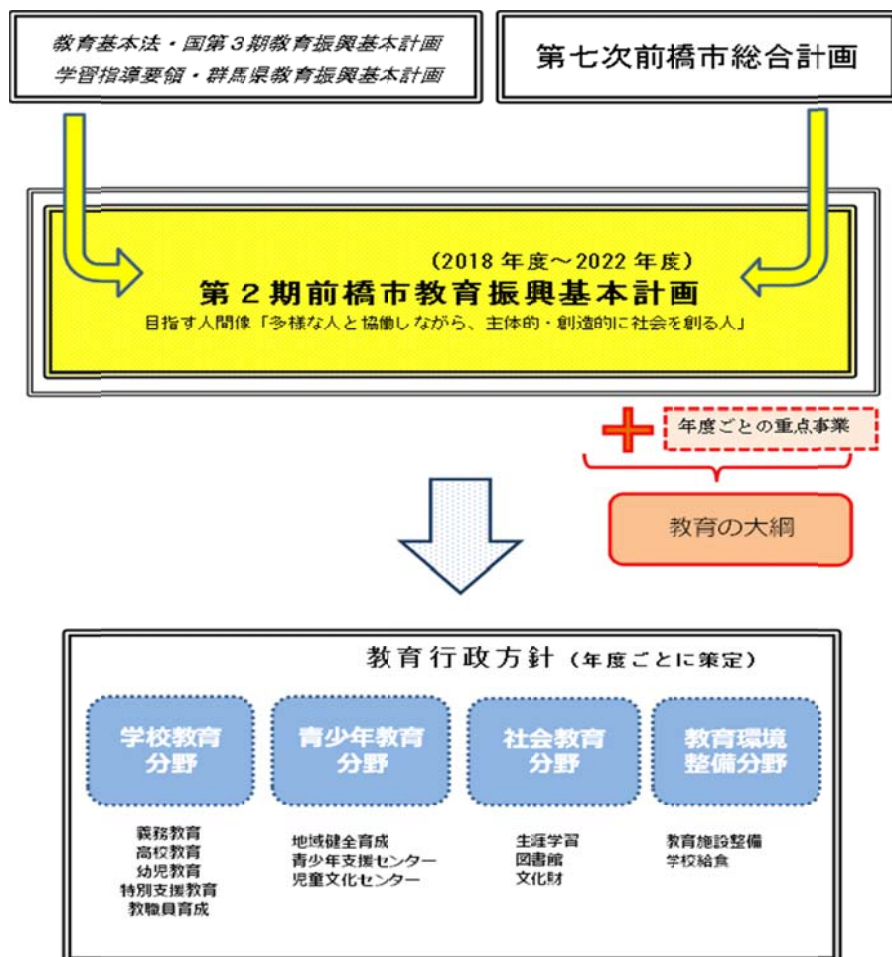 教育基本法・国第３期教育振興基本計画
学習指導要領・群馬県教育振興基本計画
第七次前橋市総合計画
（2018 年度～2022 年度）
第２期前橋市教育振興基本計画
目指す人間像「多様な人と協働しながら、主体的・創造的に社会を創る人」
年度ごとの重点事業
教育の大綱
教育行政方針（年度ごとに策定）
学校教育
分野
義務教育
高校教育
幼児教育
特別支援教育
教職員育成
青少年教育
分野
地域健全育成
青少年支援センター
児童文化センター
社会教育
分野
生涯学習
図書館
文化財
教育環境
整備分野
教育施設整備
学校給食